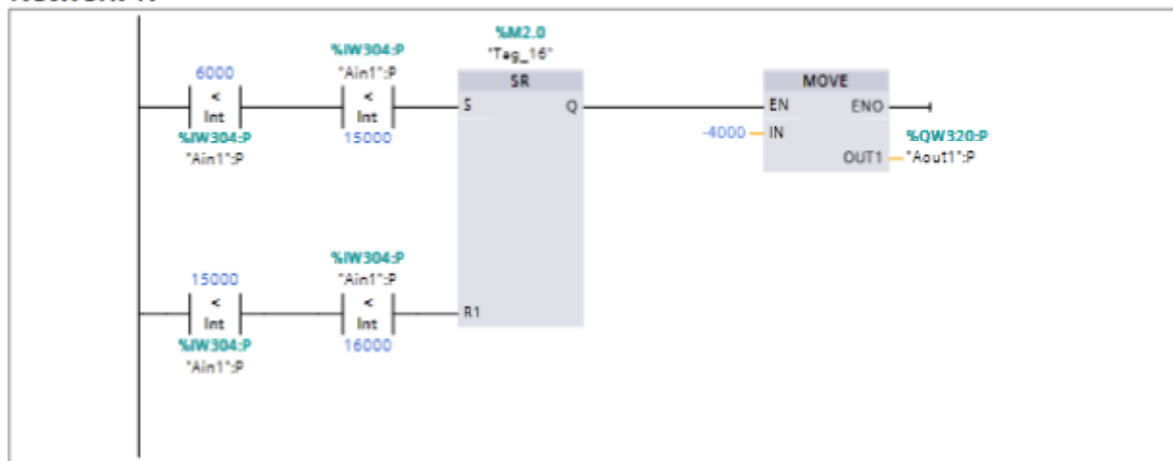 %M2.0
%IW304:P
"Tag_16"
6000
"Ain1":P
SR
MOVE
<
<
S
Q
EN
ENO
Int
Int
%IW304:P
15000
-4000
IN
%QW320:P
"Ain1":P
OUT1
"Aout1":P
%IW304:P
15000
"Ain1":P
<
<
R1
Int
Int
%IW304:P
16000
"Ain1":P